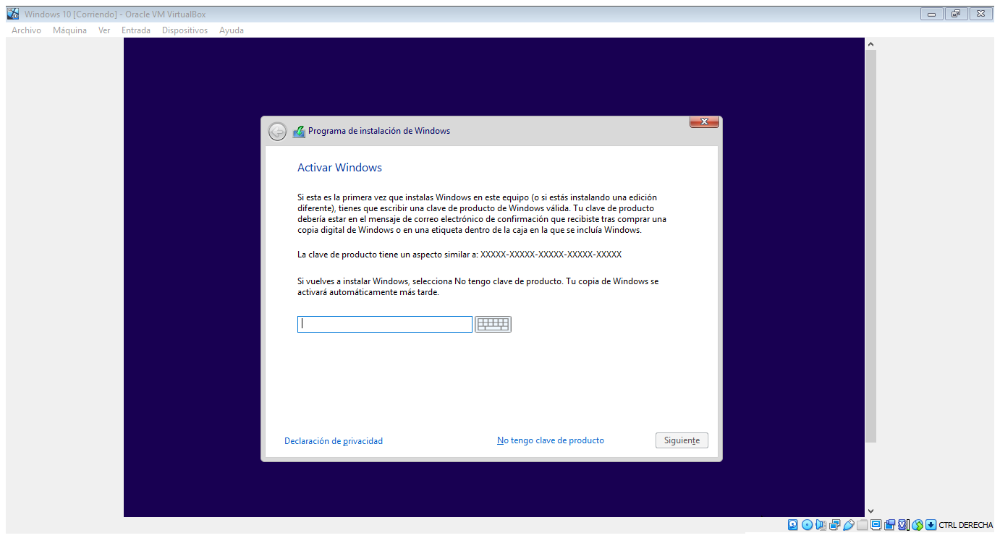 Windows 10 [Corriendo] - Oracle VM VirtualBox
Archivo Máquina Ver Entrada Dispositivos Ayuda
Programa de instalación de Windows
Activar Windows
Si esta es la primera vez que instalas Windows en este equipo (o si estás instalando una edición
diferente), tienes que escribir una clave de producto de Windows válida. Tu clave de producto
debería estar en el mensaje de correo electrónico de confirmación que recibiste tras comprar una
copia digital de Windows o en una etiqueta dentro de la caja en la que se incluía Windows.
La clave de producto tiene un aspecto similar a: XXXXX-XXXXX-XXXXX-XXXXX-XXXXX
Si vuelves a instalar Windows, selecciona No tengo clave de producto. Tu copia de Windows se
activará automáticamente más tarde.
Declaración de privacidad No tengo clave de producto Siguiente
CTRL DERECHA